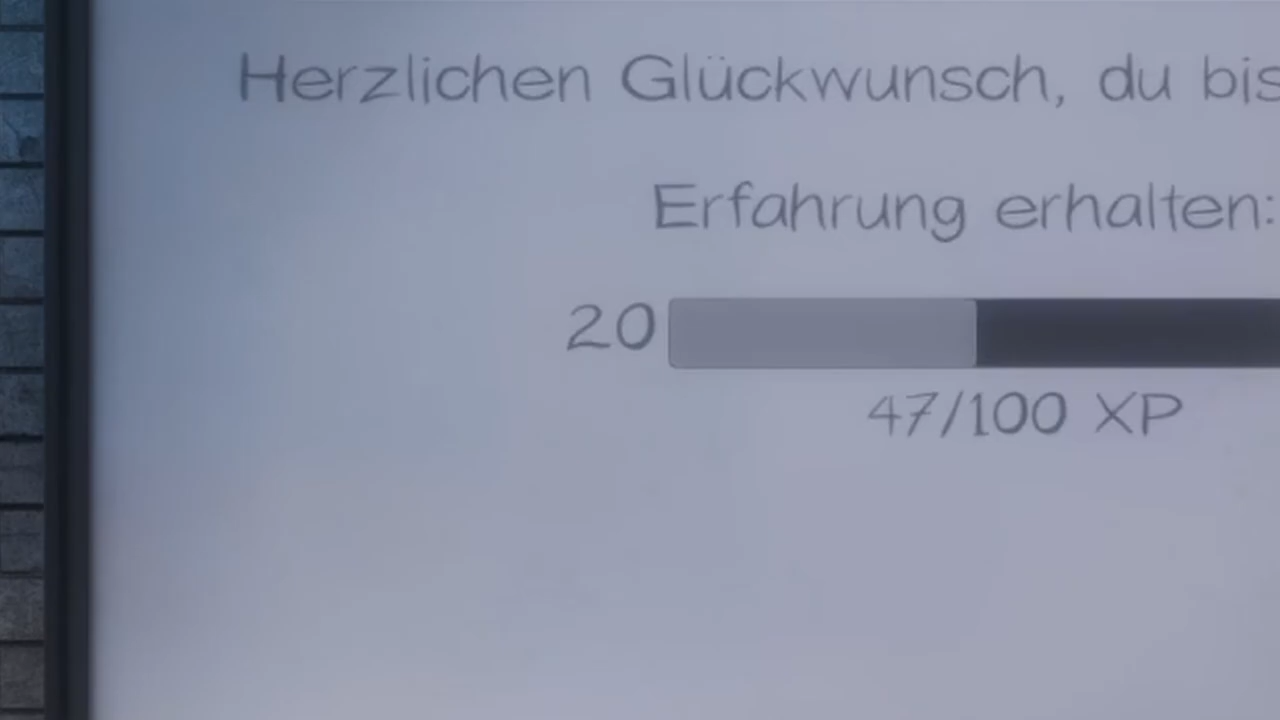 Herzlichen Glückwunsch, du bis
Erfahrung erhalten:
20
47/100 XP